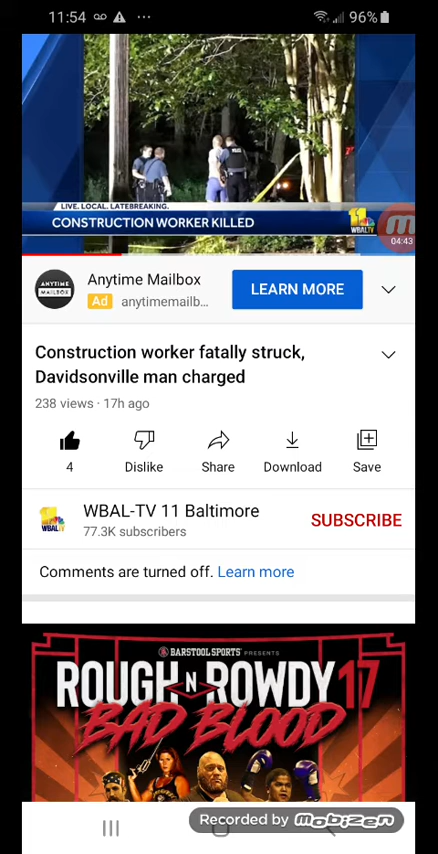 11:54
96%
LIVE. LOCAL. LATEBREAKING.
CONSTRUCTION WORKER KILLED
11
WBALTV
04:43
ANYTIME
MAILBOX
Anytime Mailbox
Ad anytimemailb...
LEARN MORE
Construction worker fatally struck,
Davidsonville man charged
238 views · 17h ago
4
Dislike
Share
Download
Save
WBAL-TV 11 Baltimore
77.3K subscribers
SUBSCRIBE
Comments are turned off. Learn more
BARSTOOL SPORTS PRESENTS
ROUGH N ROWDY 17
BAD BLOOD
Recorded by mobizen